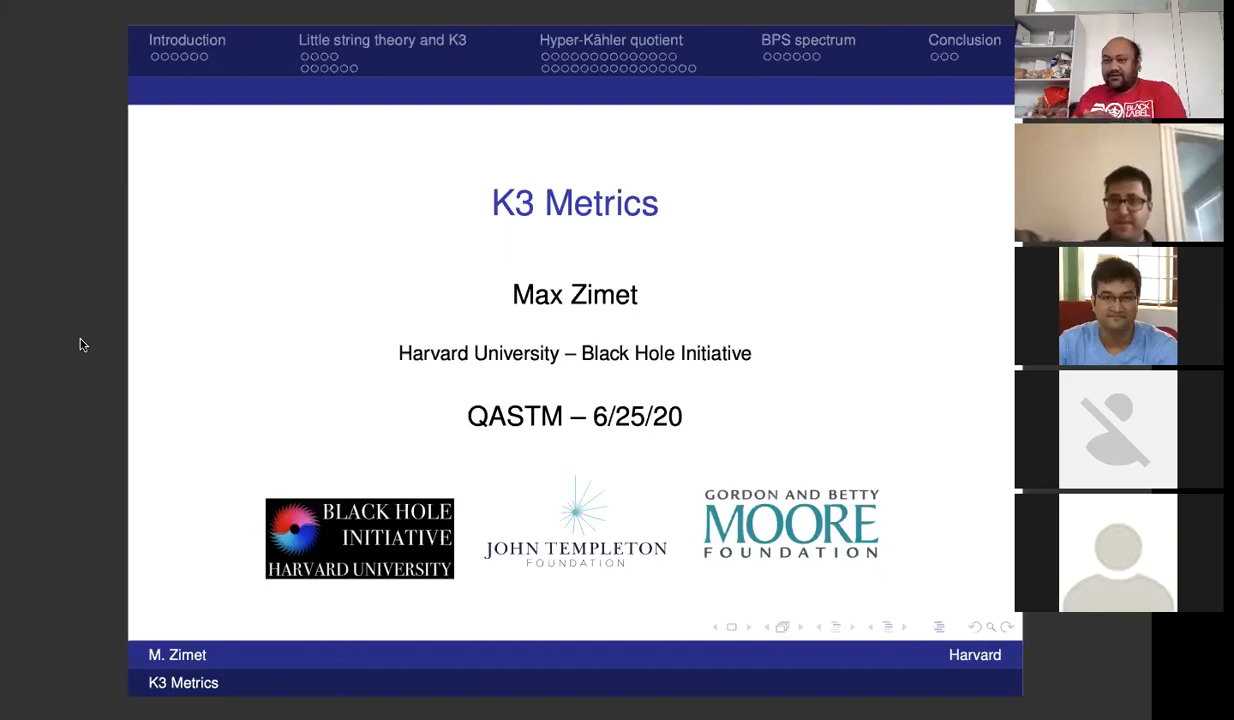 Introduction
Little string theory and K3
Hyper-Kähler quotient
BPS spectrum
Conclusion
K3 Metrics
Max Zimet
Harvard University – Black Hole Initiative
QASTM – 6/25/20
BLACK HOLE
INITIATIVE
HARVARD UNIVERSITY
JOHN TEMPLETON
FOUNDATION
GORDON AND BETTY
MOORE
FOUNDATION
M. Zimet
Harvard
K3 Metrics
BLACK
LABEL